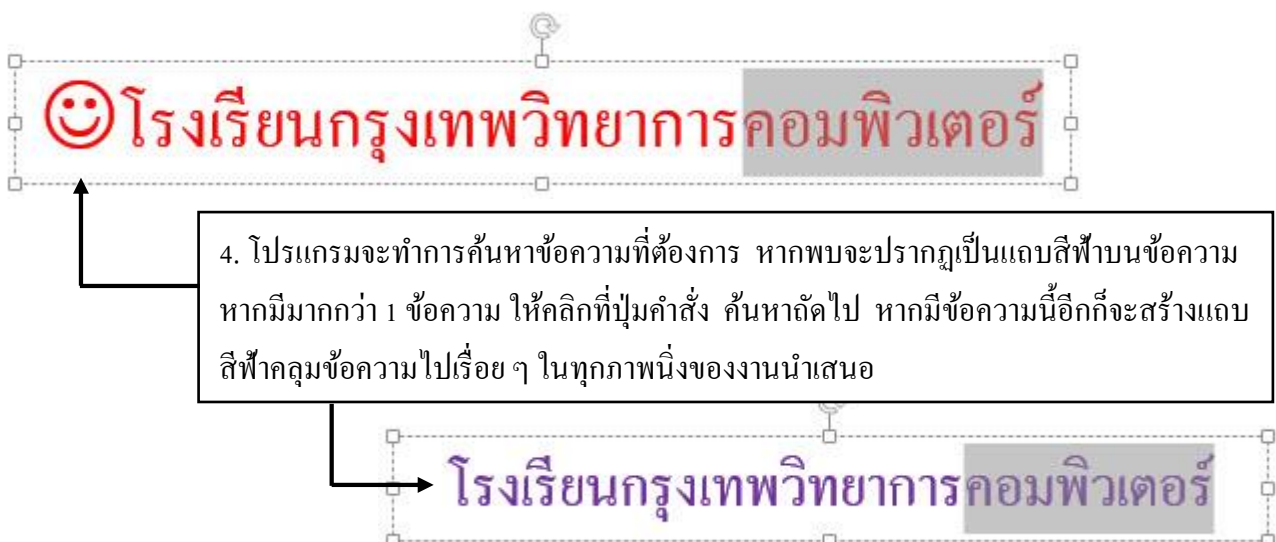 ☺โรงเรียนกรุงเทพวิทยาการคอมพิวเตอร์
4. โปรแกรมจะทำการค้นหาข้อความที่ต้องการ หากพบจะปรากฏเป็นแถบสีฟ้าบนข้อความ
หากมีมากกว่า 1 ข้อความ ให้คลิกที่ปุ่มคำสั่ง ค้นหาถัดไป หากมีข้อความนี้อีกก็จะสร้างแถบ
สีฟ้าคลุมข้อความไปเรื่อย ๆ ในทุกภาพนิ่งของงานนำเสนอ
โรงเรียนกรุงเทพวิทยาการคอมพิวเตอร์